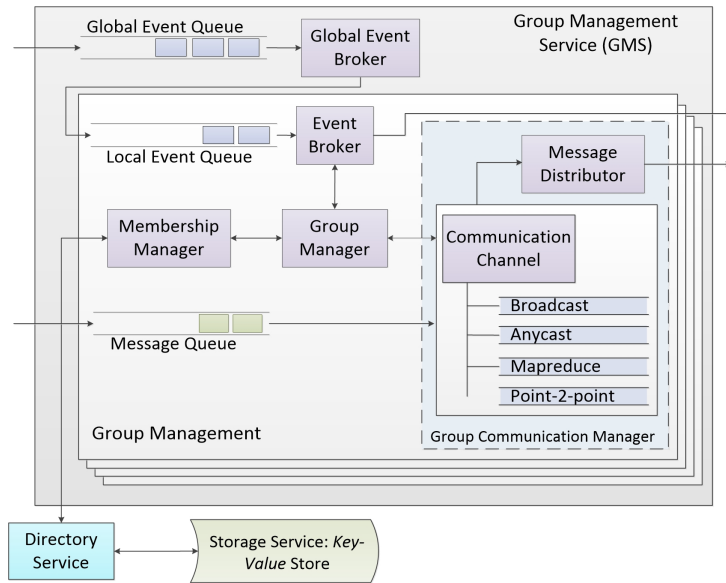 Global Event Queue
Global Event
Broker
Group Management
Service (GMS)
Event
Broker
Local Event Queue
Message
Distributor
Membership
Manager
Group
Manager
Communication
Channel
Broadcast
Anycast
Mapreduce
Point-2-point
Message Queue
Group Management
Group Communication Manager
Directory
Service
Storage Service: Key-
Value Store